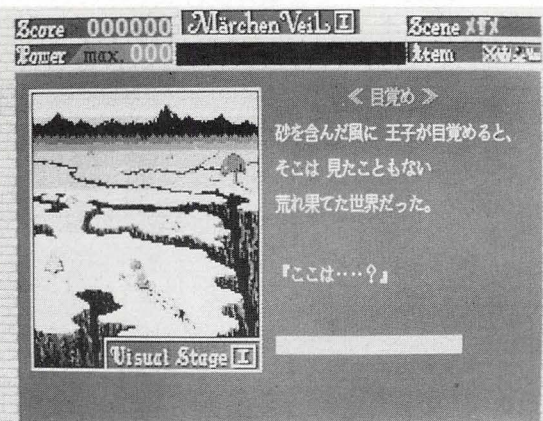 Score 000000 Märchen Veil I Scene
Power max. 000 Item
≪ 目覚め ≫
砂を含んだ風に 王子が目覚めると、
そこは 見たこともない
荒れ果てた世界だった。
『ここは‥‥?』
Visual Stage I